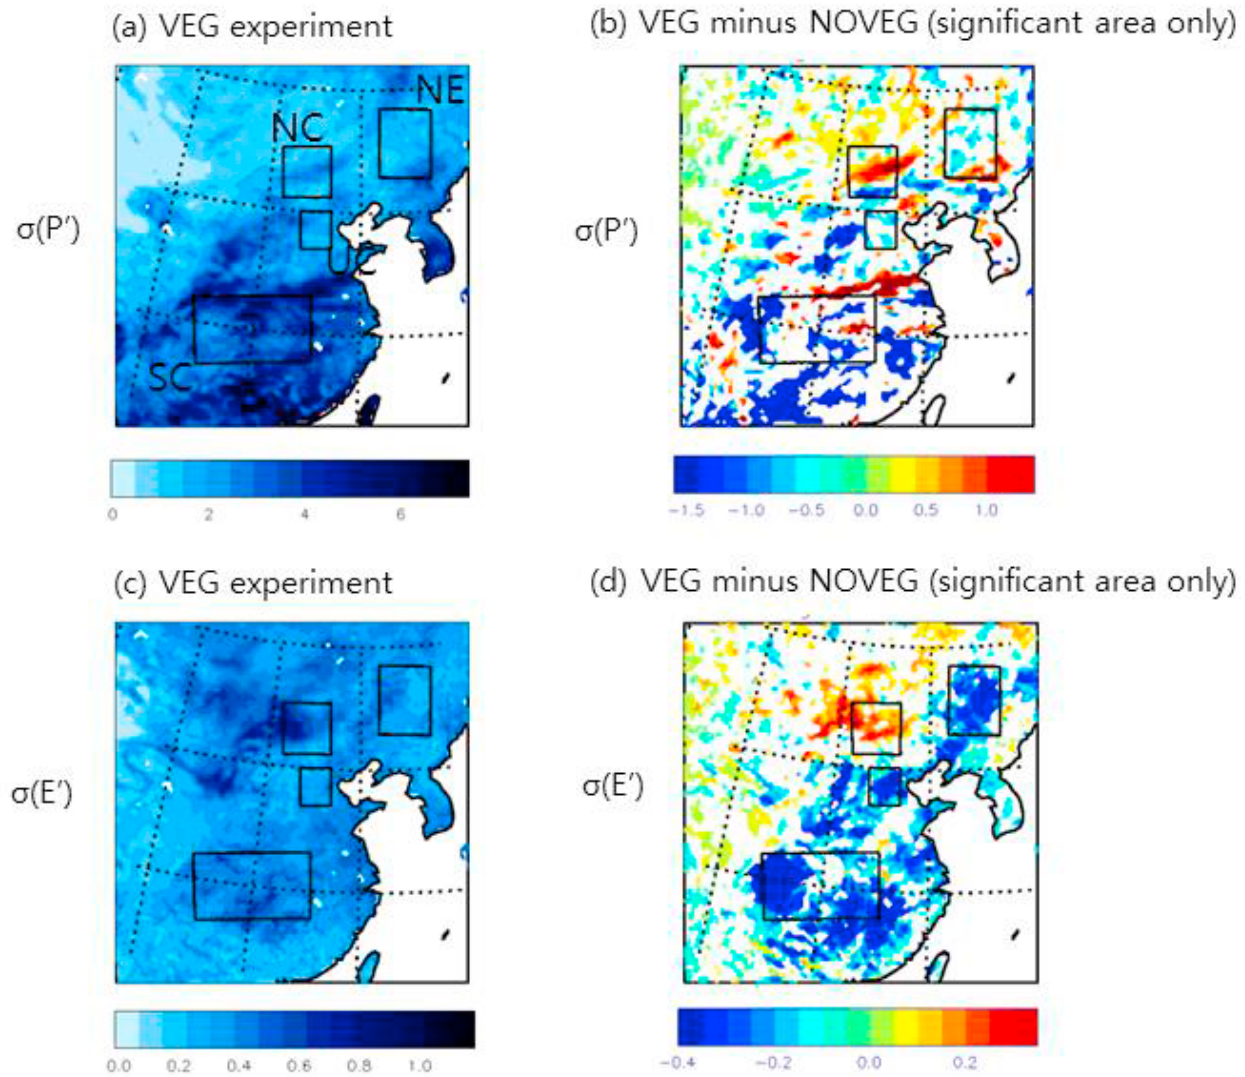 (a) VEG experiment
(b) VEG minus NOVEG (significant area only)
NE
NC
σ(P′)
σ(P′)
UC
SC
0 2 4 6
−1.5 −1.0 −0.5 0.0 0.5 1.0
(c) VEG experiment
(d) VEG minus NOVEG (significant area only)
σ(E′)
σ(E′)
0.0 0.2 0.4 0.6 0.8 1.0
−0.4 −0.2 0.0 0.2